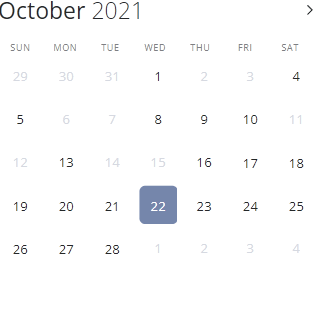 October 2021
SUN MON TUE WED THU FRI SAT
29 30 31 1 2 3 4
5 6 7 8 9 10 11
12 13 14 15 16 17 18
19 20 21 22 23 24 25
26 27 28 1 2 3 4